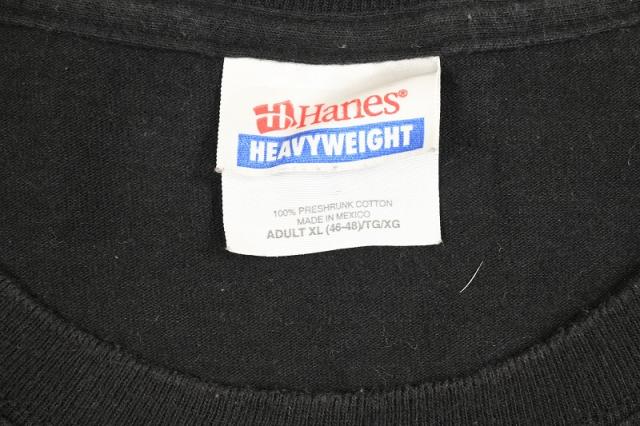 Hanes®
HEAVYWEIGHT
100% PRESHRUNK COTTON
MADE IN MEXICO
ADULT XL (46-48)/TG/XG